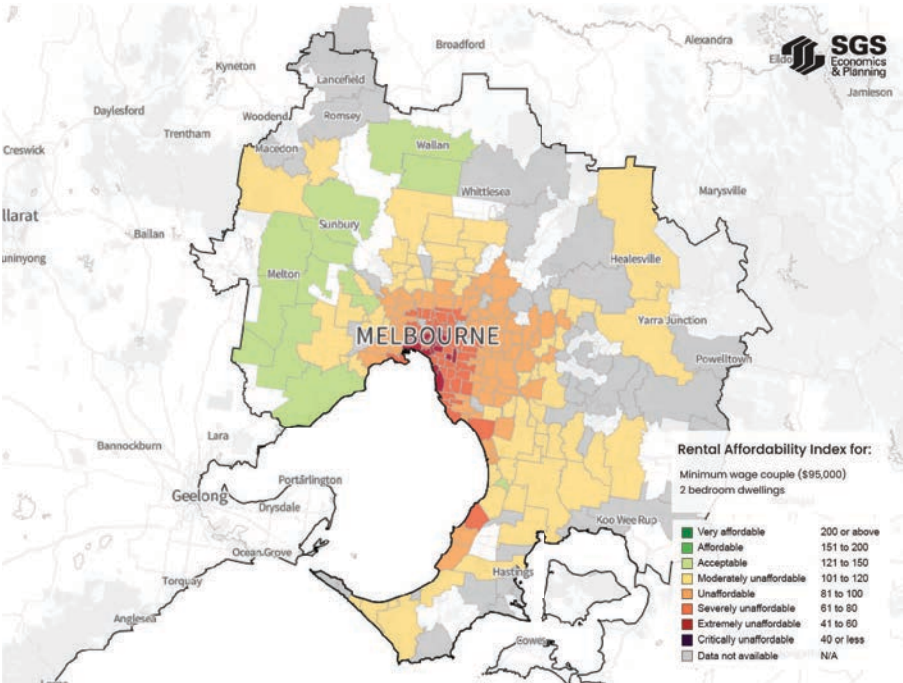 Broadford
Alexandra
SGS
Economics
& Planning
Kyneton
Lancefield
Jamieson
Daylesford
Woodend
Romsey
Trentham
Wallan
Creswick
Macedon
Whittlesea
Marysville
llarat
Sunbury
Ballan
Healesville
uninyong
Melton
Yarra Junction
MELBOURNE
Powelltown
Bannockburn
Lara
Geelong
Portarlington
Drysdale
Koo Wee Rup
Ocean Grove
Hastings
Torquay
Anglesea
Cowes
Rental Affordability Index for:
Minimum wage couple ($95,000)
2 bedroom dwellings
Very affordable 200 or above
Affordable 151 to 200
Acceptable 121 to 150
Moderately unaffordable 101 to 120
Unaffordable 81 to 100
Severely unaffordable 61 to 80
Extremely unaffordable 41 to 60
Critically unaffordable 40 or less
Data not available N/A